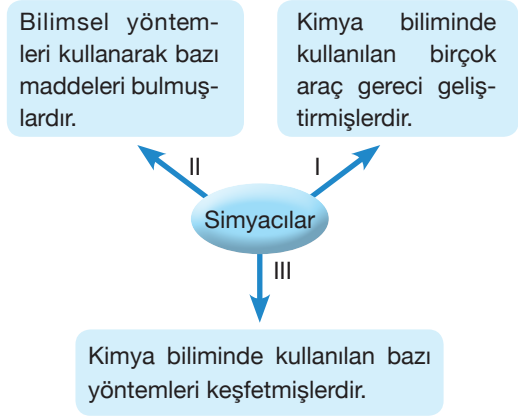 Bilimsel yöntem-
leri kullanarak bazı
maddeleri bulmuş-
lardır.
Kimya biliminde
kullanılan birçok
araç gereci geliş-
tirmişlerdir.
II
I
Simyacılar
III
Kimya biliminde kullanılan bazı
yöntemleri keşfetmişlerdir.